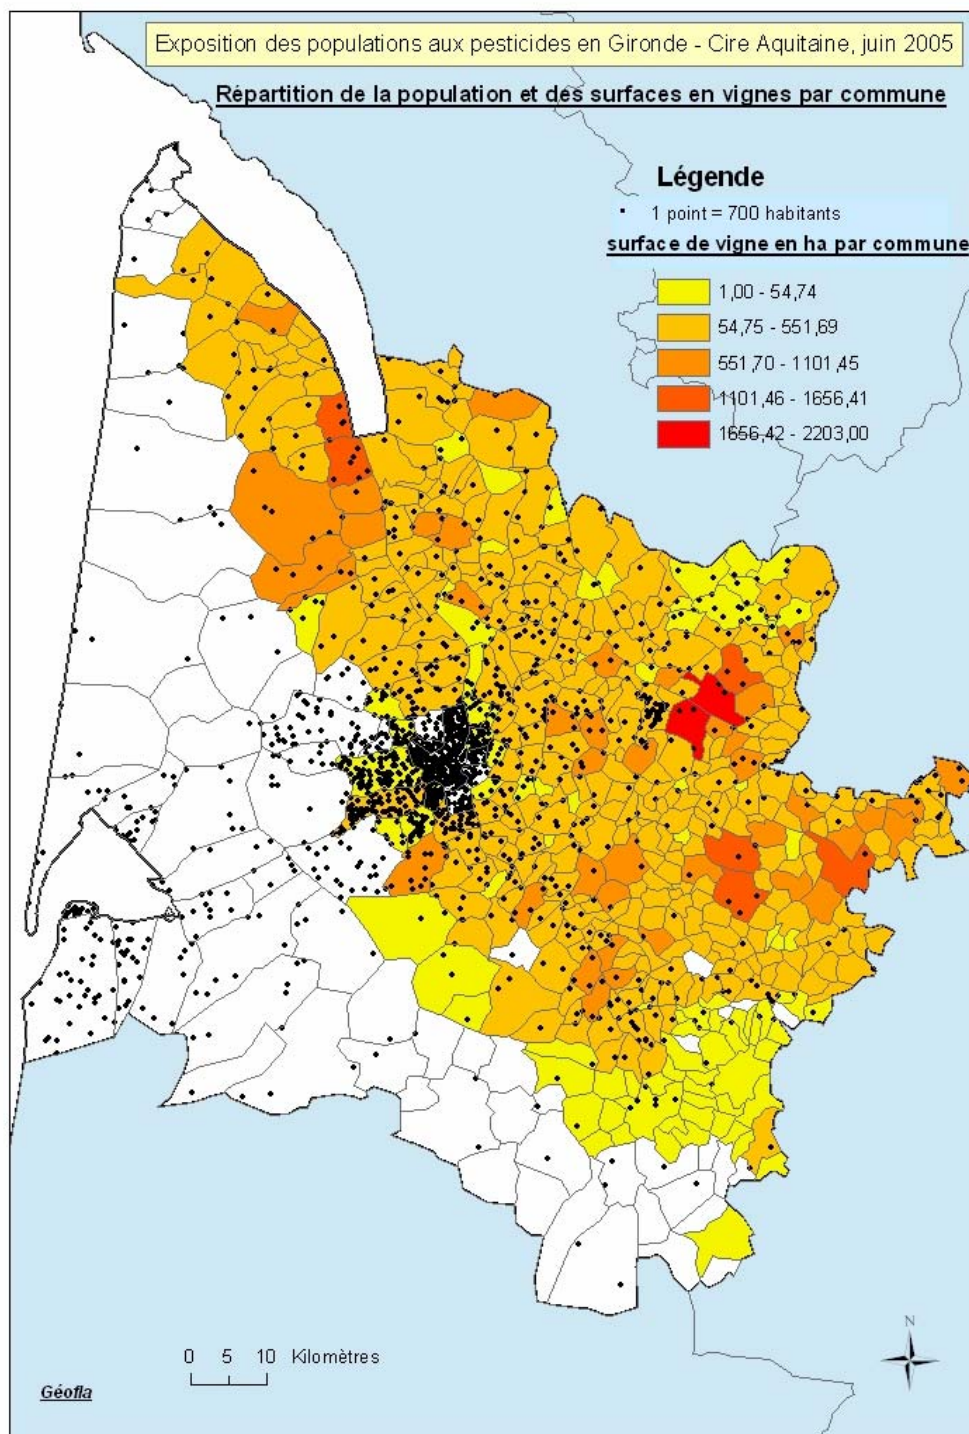 Exposition des populations aux pesticides en Gironde - Cire Aquitaine, juin 2005
Répartition de la population et des surfaces en vignes par commune
Légende
1 point = 700 habitants
surface de vigne en ha par commune
1,00 - 54,74
54,75 - 551,69
551,70 - 1101,45
1101,46 - 1656,41
1656,42 - 2203,00
N
0 5 10 Kilomètres
Géofla